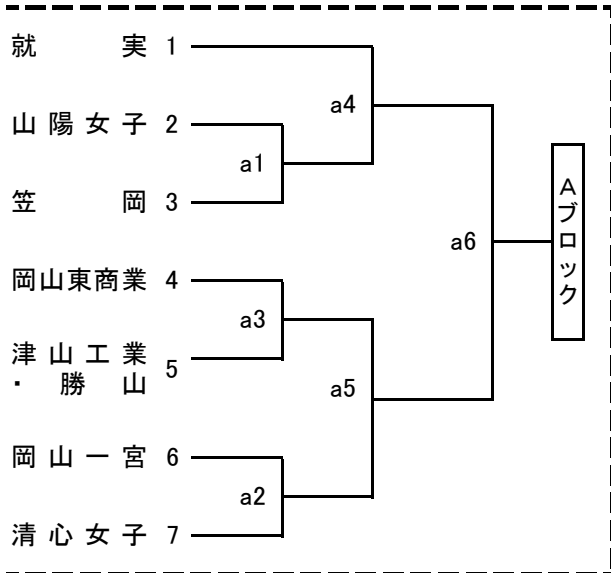 就実 1
a4
山陽女子 2
a1
笠岡 3
Aブロック
a6
岡山東商業 4
a3
津山工業
・勝山 5
a5
岡山一宮 6
a2
清心女子 7